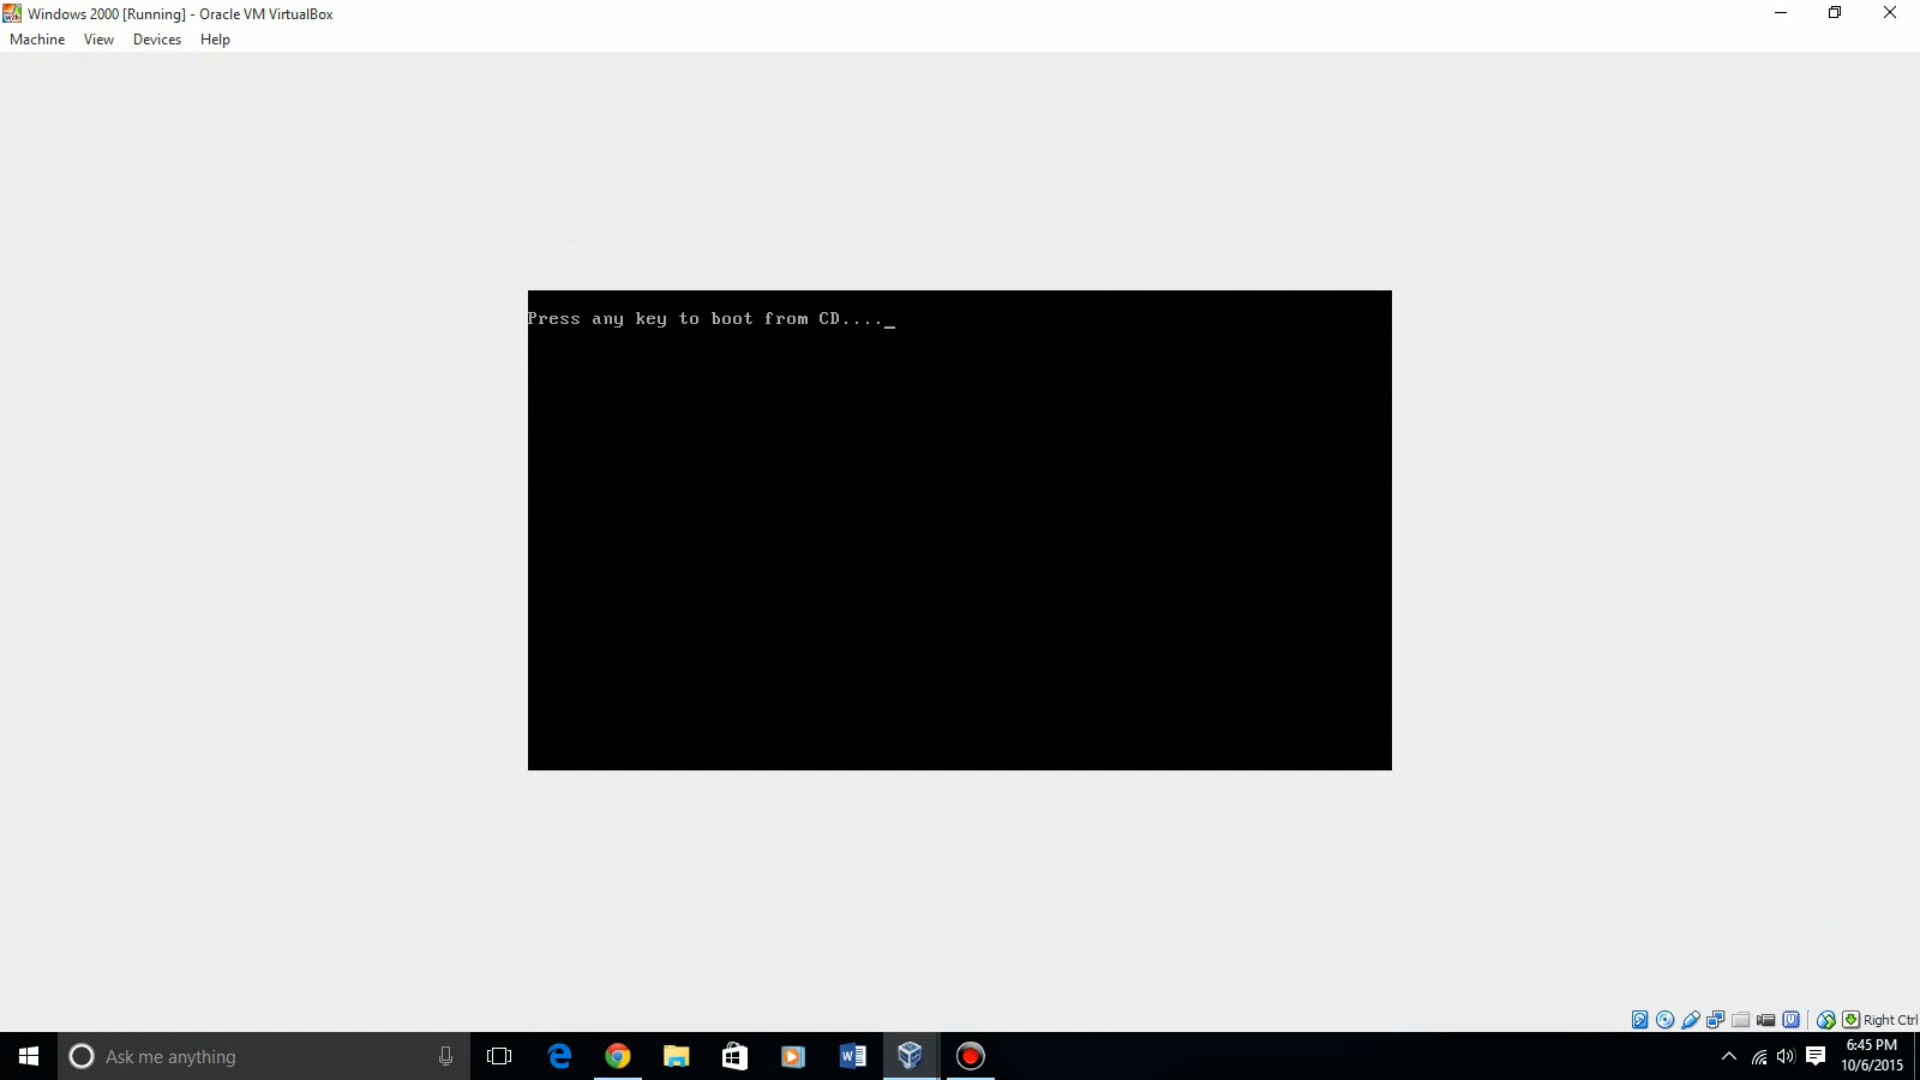 Windows 2000 [Running] - Oracle VM VirtualBox
Machine View Devices Help
Press any key to boot from CD...._
Right Ctrl
Ask me anything
6:45 PM
10/6/2015